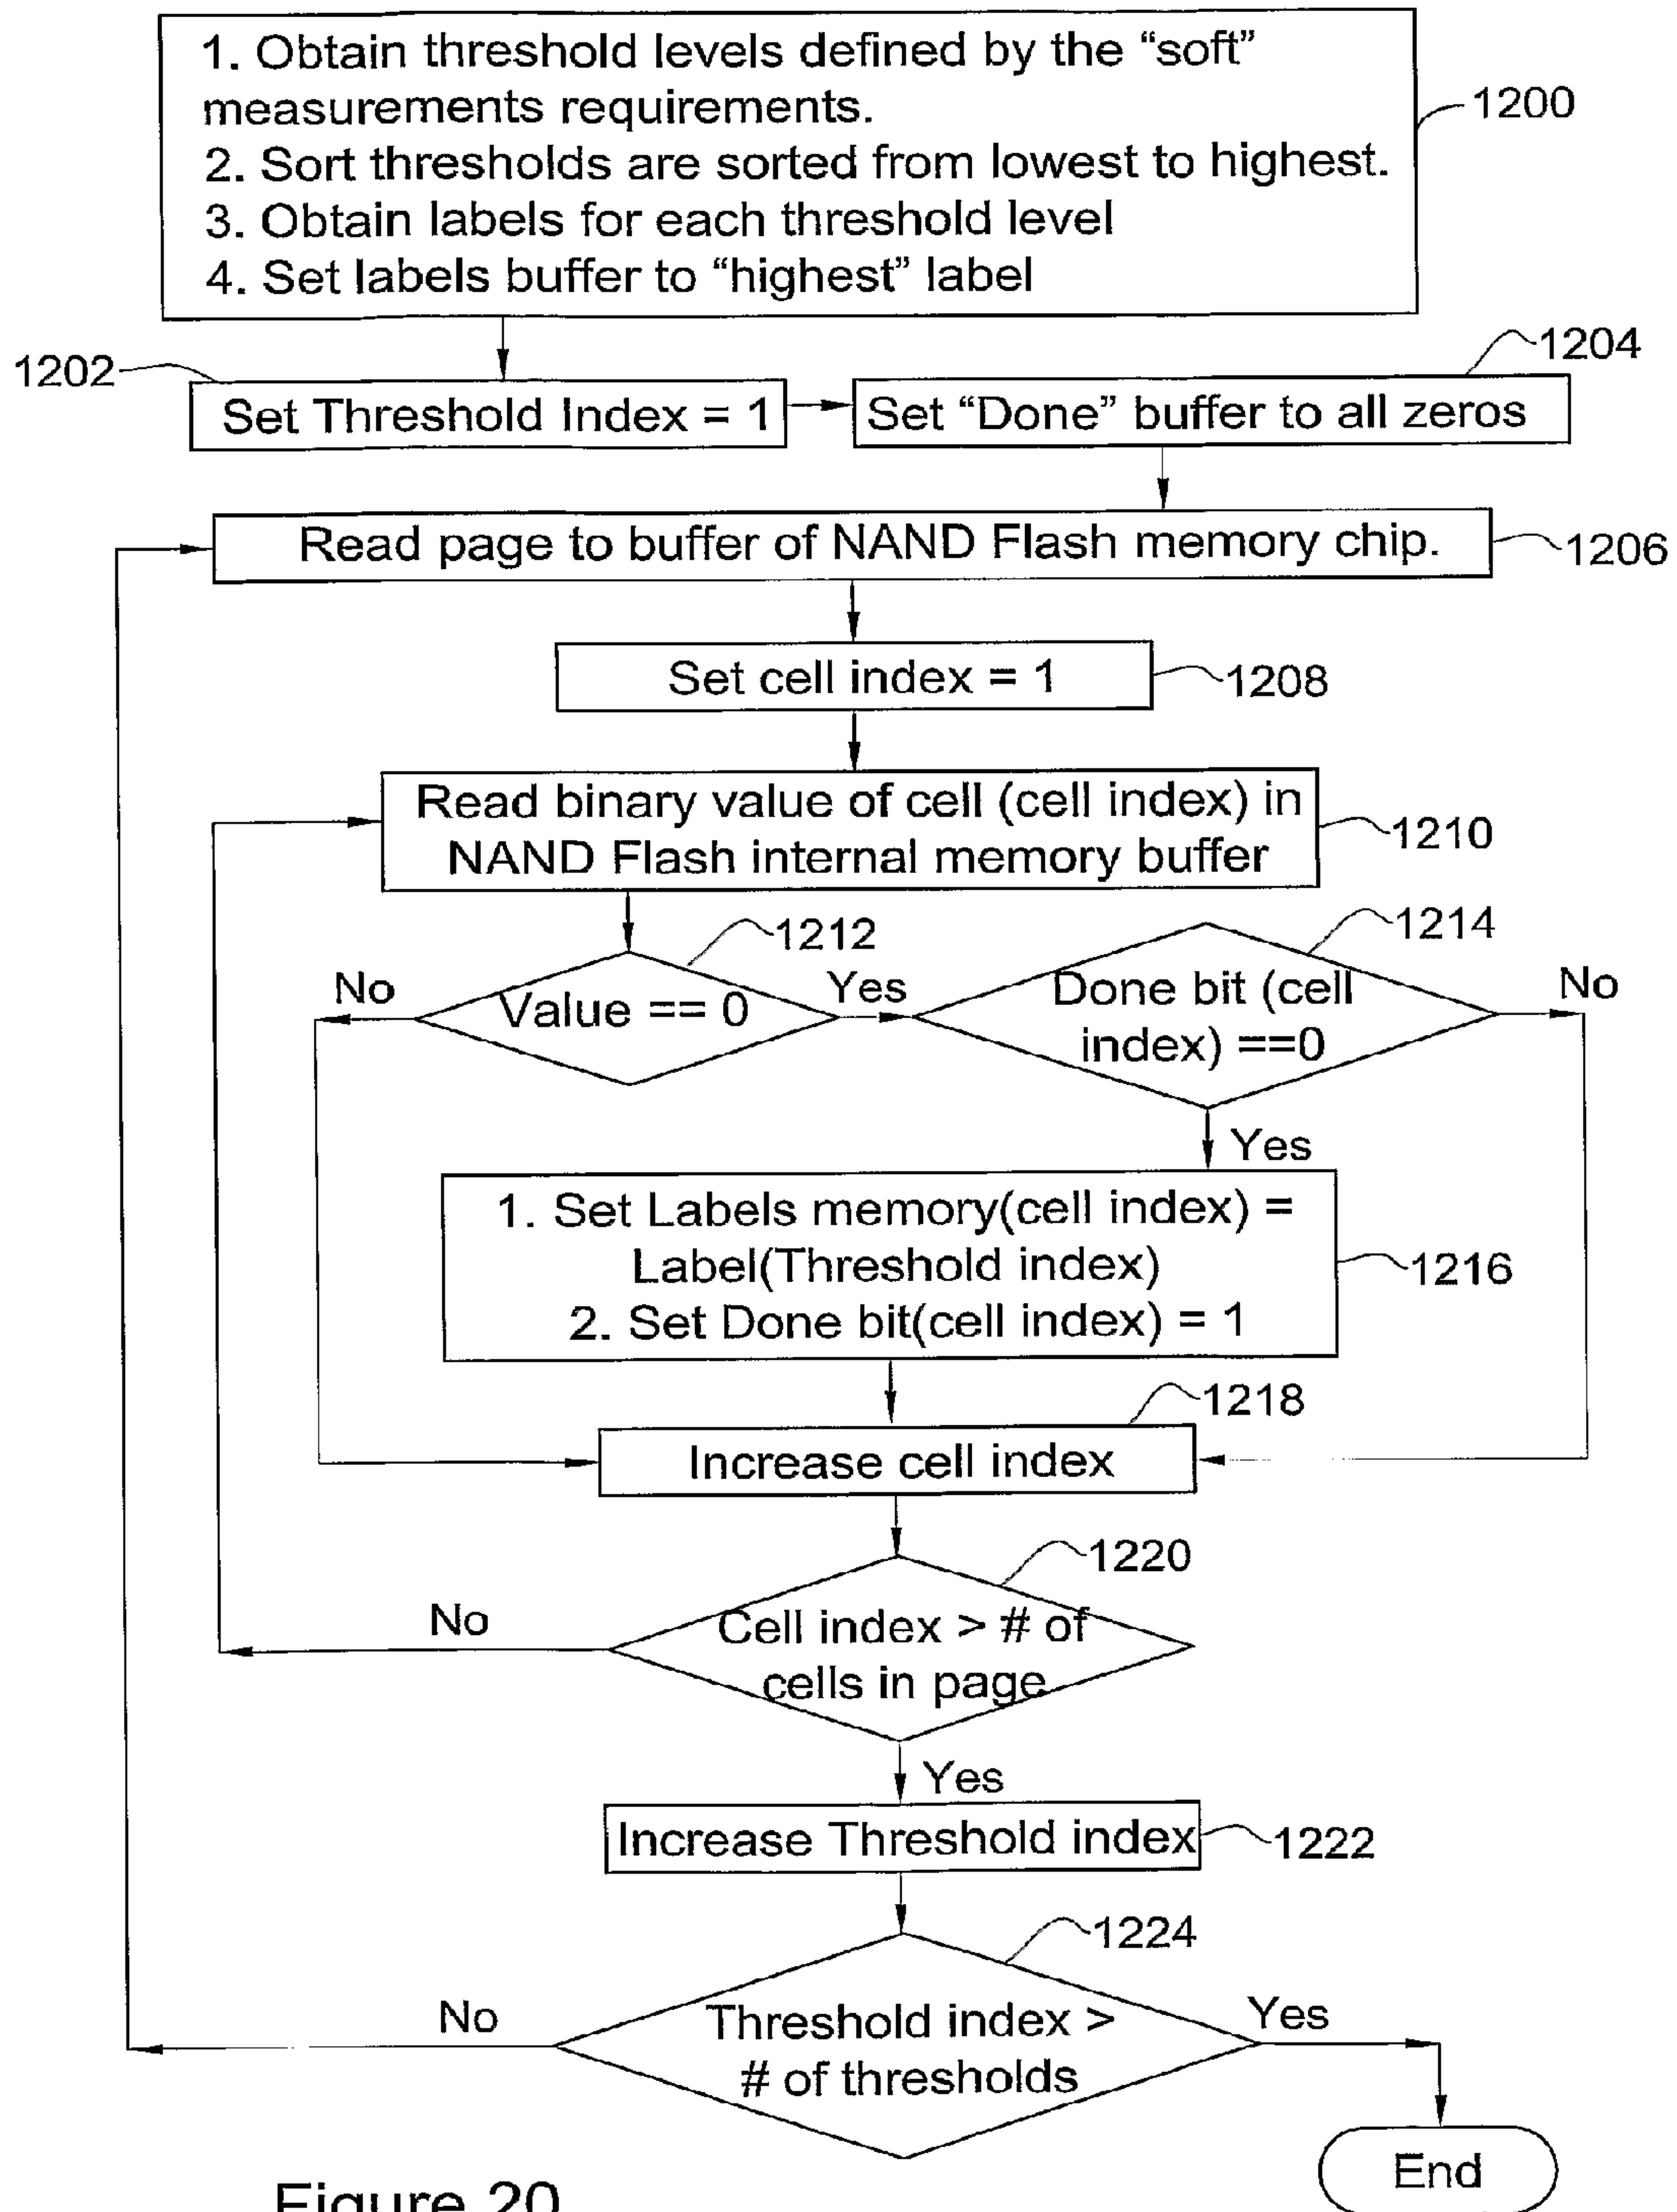 1. Obtain threshold levels defined by the “soft”
measurements requirements.
2. Sort thresholds are sorted from lowest to highest.
3. Obtain labels for each threshold level
4. Set labels buffer to “highest” label
1200
1202
1204
Set Threshold Index = 1
Set “Done” buffer to all zeros
Read page to buffer of NAND Flash memory chip.
1206
Set cell index = 1
1208
Read binary value of cell (cell index) in
NAND Flash internal memory buffer
1210
1212
1214
No
Value == 0
Yes
Done bit (cell
index) ==0
No
Yes
1. Set Labels memory(cell index) =
Label(Threshold index)
2. Set Done bit(cell index) = 1
1216
1218
Increase cell index
1220
No
Cell index > # of
cells in page
Yes
Increase Threshold index
1222
1224
No
Threshold index >
# of thresholds
Yes
End
Figure 20